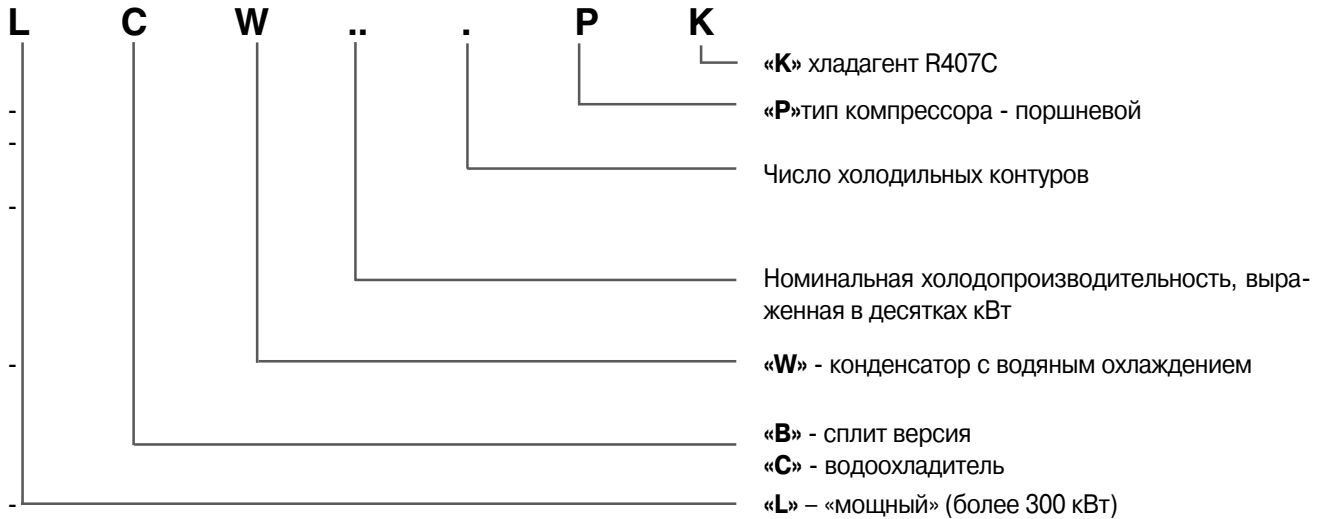 L C W .. . P K
«K» хладагент R407C
«P»тип компрессора - поршневой
-
-
Число холодильных контуров
-
Номинальная холодопроизводительность, выра-
женная в десятках кВт
- «W» - конденсатор с водяным охлаждением
«B» - сплит версия
«C» - водоохладитель
- «L» – «мощный» (более 300 кВт)